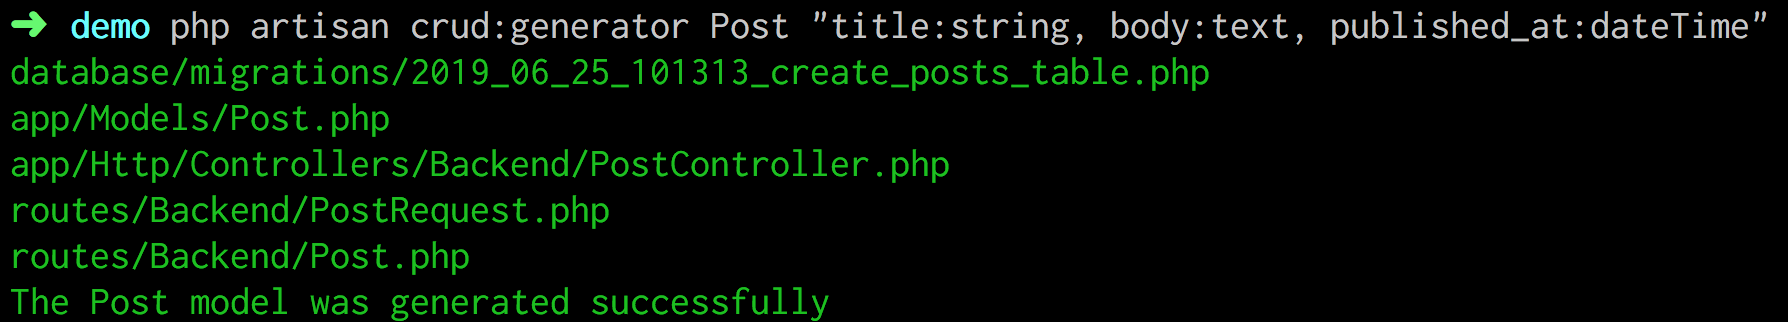 ➜ demo php artisan crud:generator Post "title:string, body:text, published_at:dateTime"
database/migrations/2019_06_25_101313_create_posts_table.php
app/Models/Post.php
app/Http/Controllers/Backend/PostController.php
routes/Backend/PostRequest.php
routes/Backend/Post.php
The Post model was generated successfully